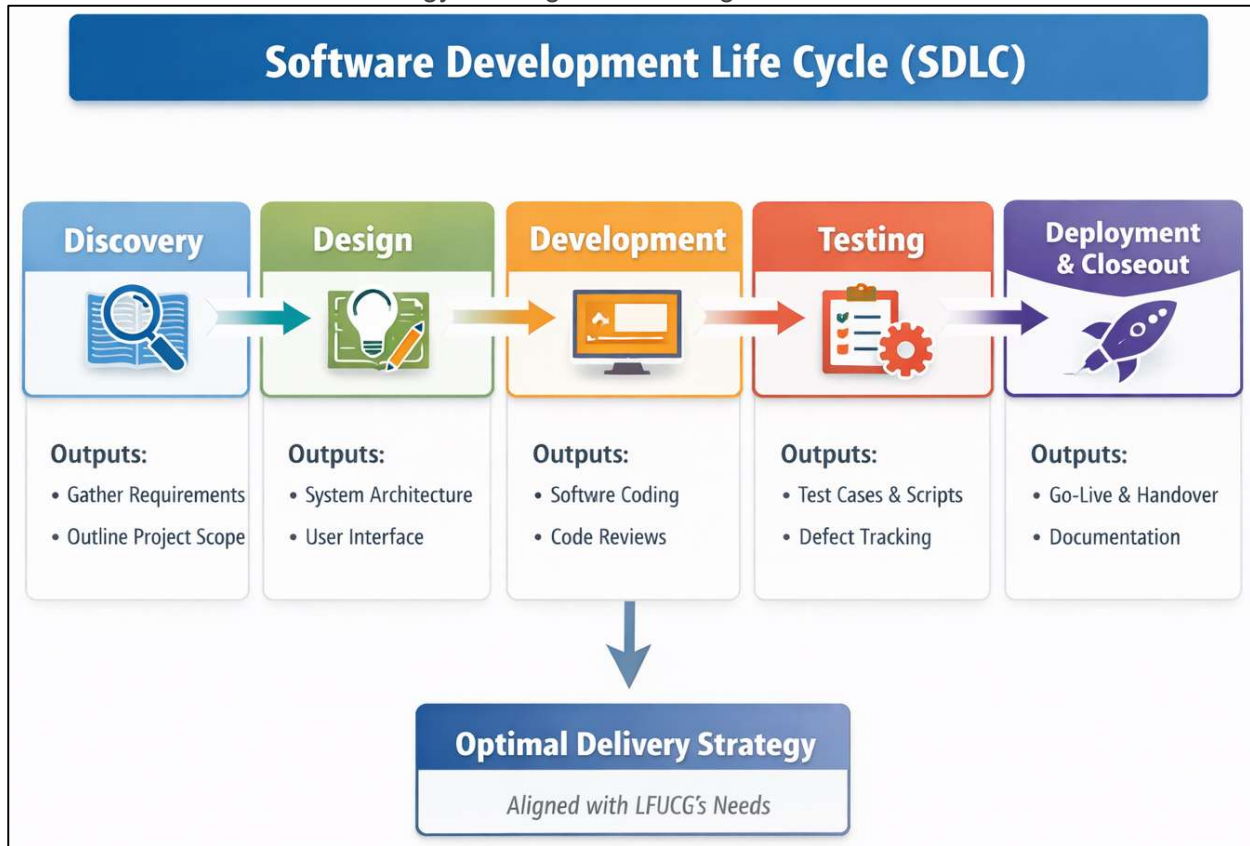 Software Development Life Cycle (SDLC)
Discovery
Outputs:
• Gather Requirements
• Outline Project Scope
Design
Outputs:
• System Architecture
• User Interface
Development
Outputs:
• Softwre Coding
• Code Reviews
Testing
Outputs:
• Test Cases & Scripts
• Defect Tracking
Deployment
& Closeout
Outputs:
• Go-Live & Handover
• Documentation
Optimal Delivery Strategy
Aligned with LFUCG's Needs